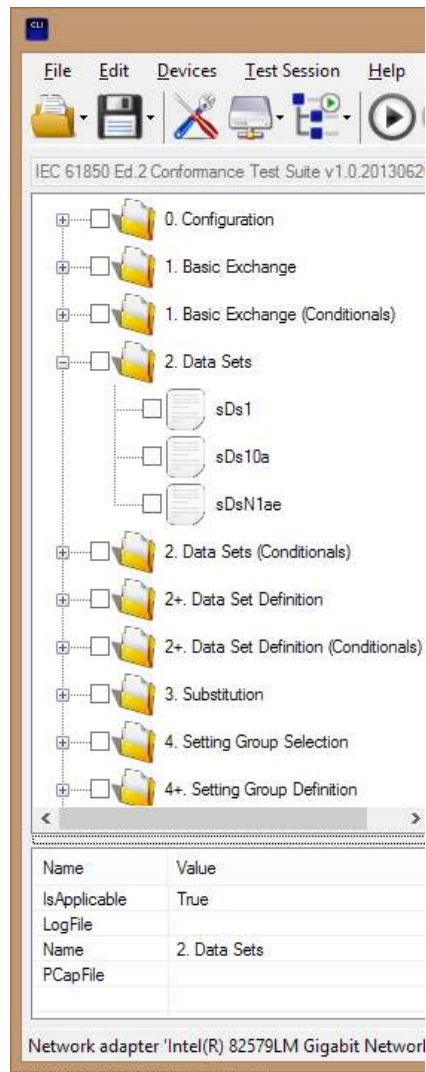 CLI
File Edit Devices Test Session Help
IEC 61850 Ed.2 Conformance Test Suite v1.0.2013062
0. Configuration
1. Basic Exchange
1. Basic Exchange (Conditionals)
2. Data Sets
sDs1
sDs10a
sDsN1ae
2. Data Sets (Conditionals)
2+. Data Set Definition
2+. Data Set Definition (Conditionals)
3. Substitution
4. Setting Group Selection
4+. Setting Group Definition
Name Value
IsApplicable True
LogFile
Name 2. Data Sets
PCapFile
Network adapter 'Intel(R) 82579LM Gigabit Network